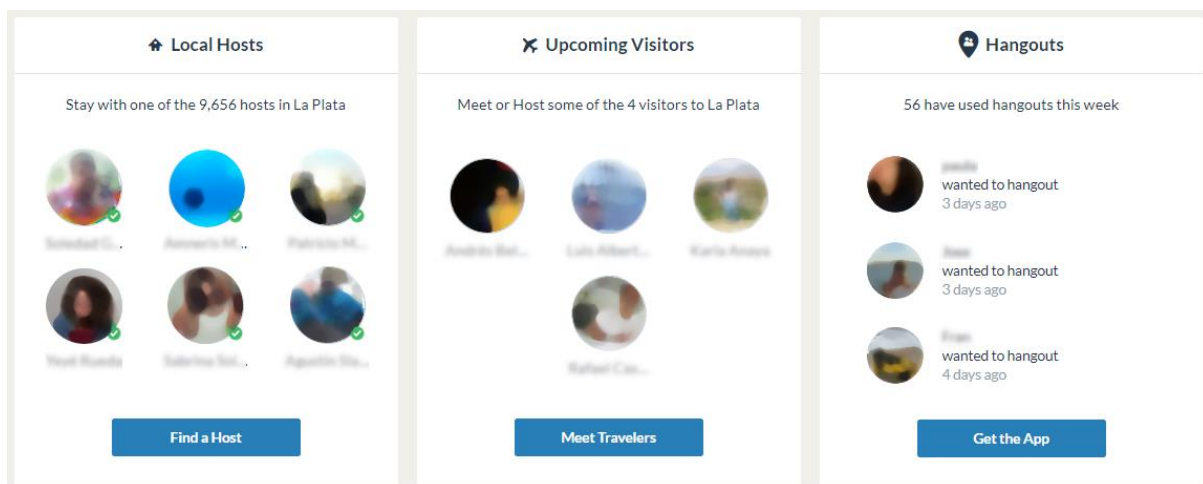 Local Hosts
Stay with one of the 9,656 hosts in La Plata
Find a Host
Upcoming Visitors
Meet or Host some of the 4 visitors to La Plata
Meet Travelers
Hangouts
56 have used hangouts this week
wanted to hangout
3 days ago
wanted to hangout
3 days ago
wanted to hangout
4 days ago
Get the App